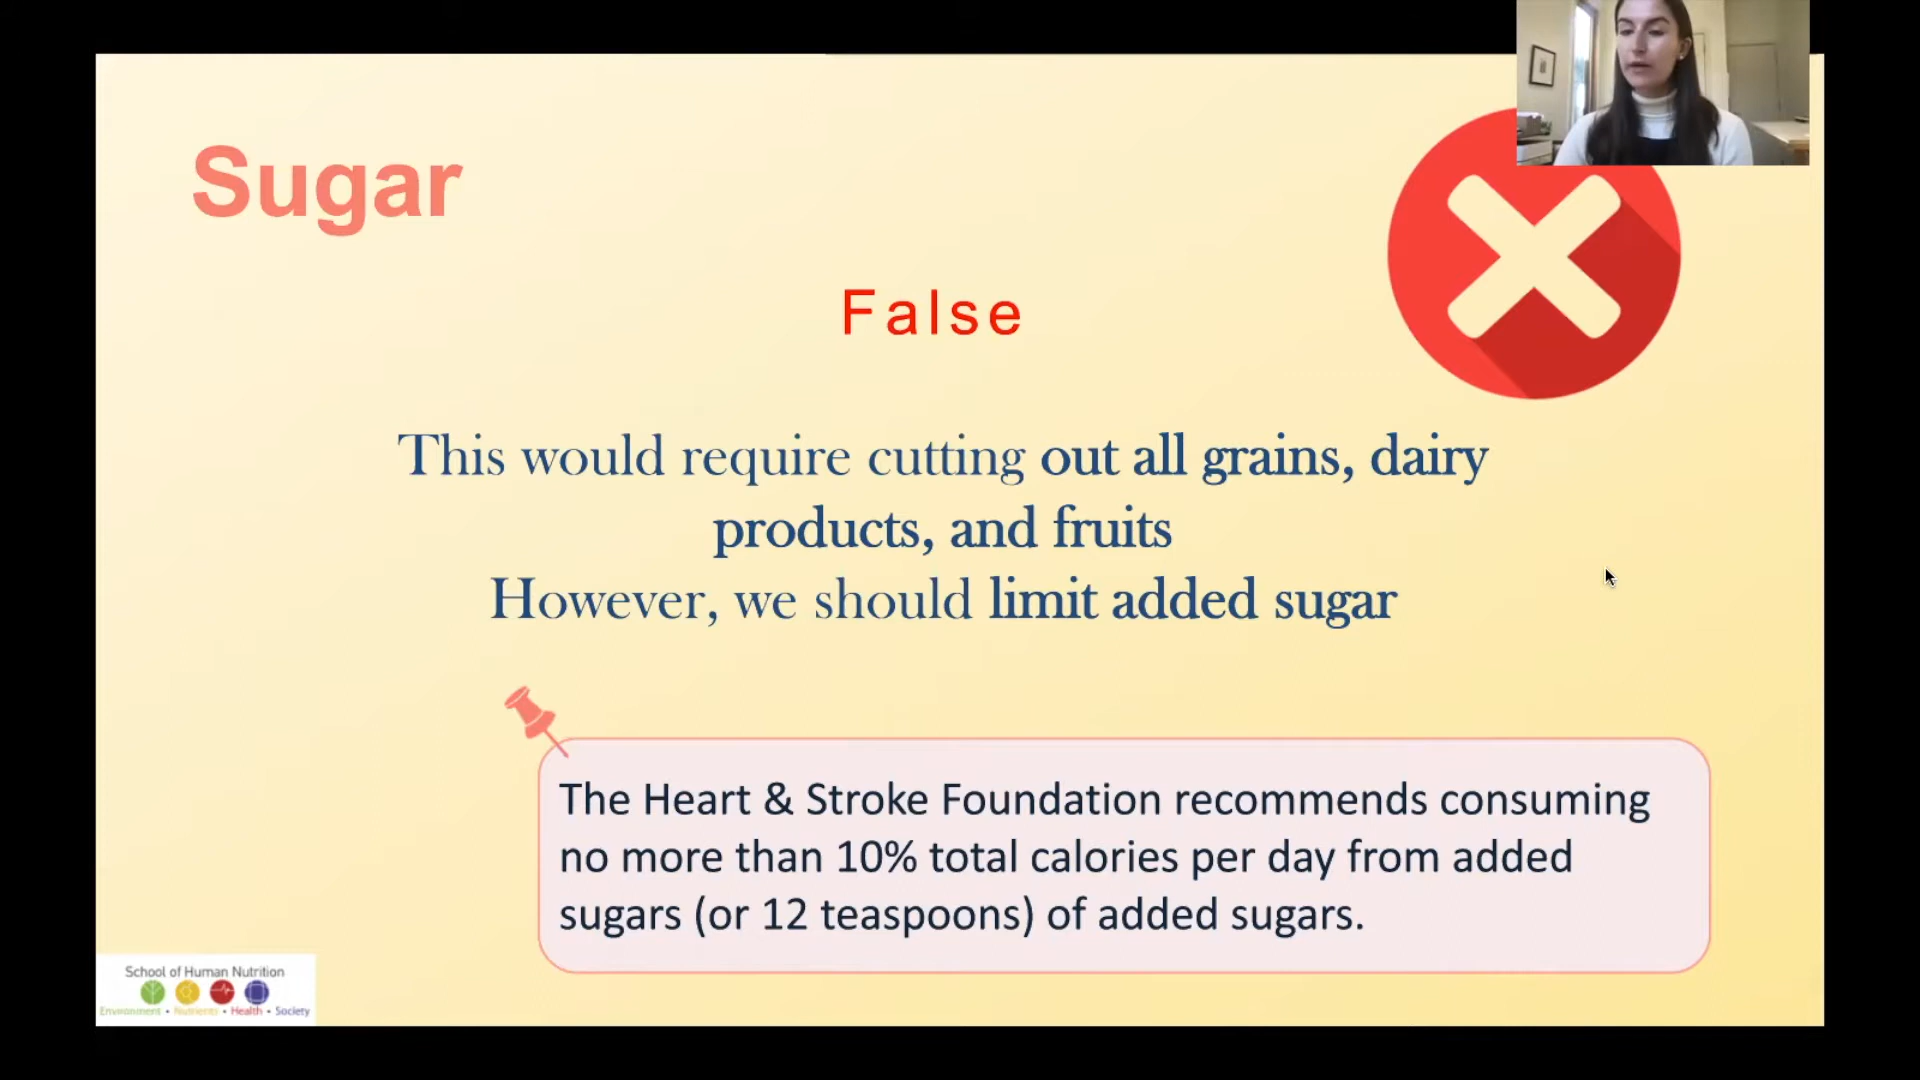 Sugar
False
This would require cutting out all grains, dairy
products, and fruits
However, we should limit added sugar
The Heart & Stroke Foundation recommends consuming
no more than 10% total calories per day from added
sugars (or 12 teaspoons) of added sugars.
School of Human Nutrition
Environment • Nutrients • Health • Society